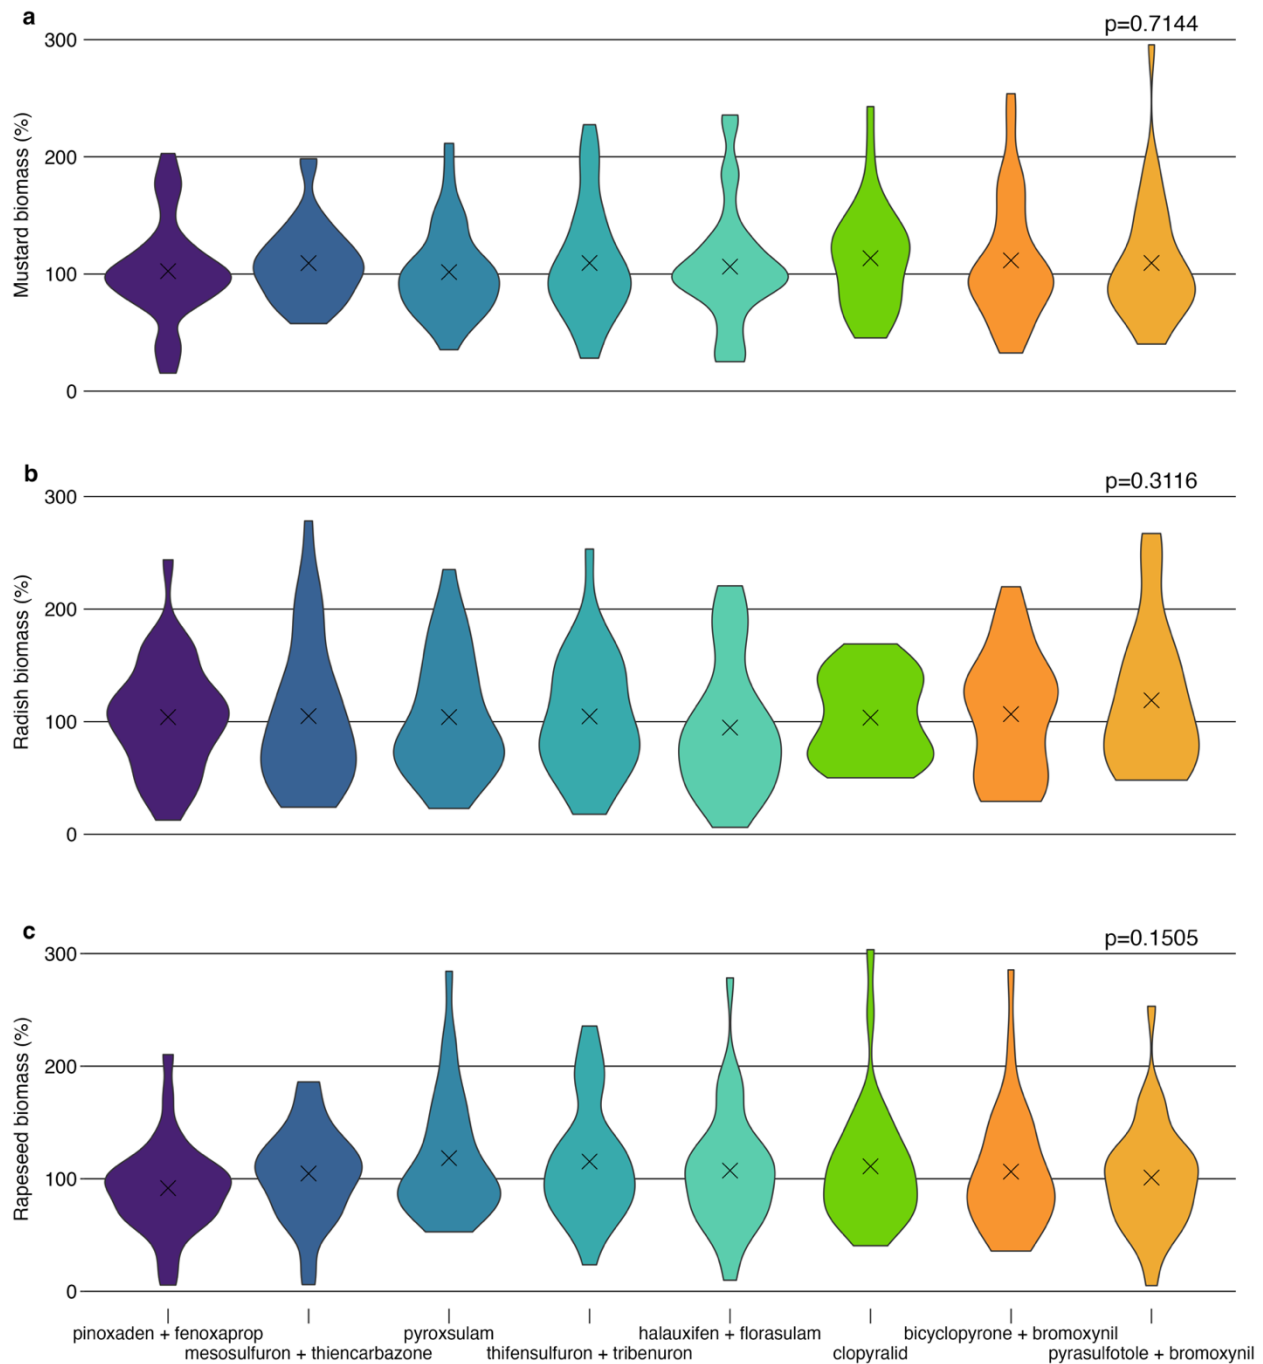 a
p=0.7144
300
200
100
0
Mustard biomass (%)
b
p=0.3116
300
200
100
0
Radish biomass (%)
c
p=0.1505
300
200
100
0
Rapeseed biomass (%)
pinoxaden + fenoxaprop
mesosulfuron + thiencarbazone
pyroxsulam
thifensulfuron + tribenuron
halauxifen + florasulam
clopyralid
bicyclopyrone + bromoxynil
pyrasulfotole + bromoxynil